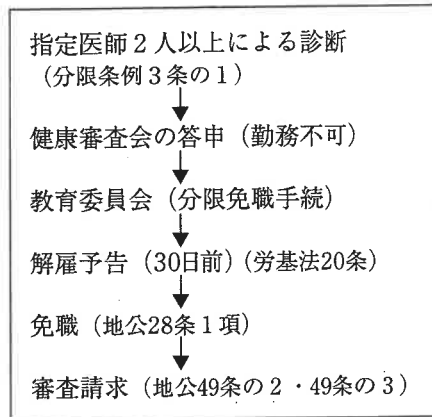 指定医師2人以上による診断
（分限条例3条の1）
健康審査会の答申（勤務不可）
教育委員会（分限免職手続）
解雇予告（30日前）（労基法20条）
免職（地公28条1項）
審査請求（地公49条の2・49条の3）